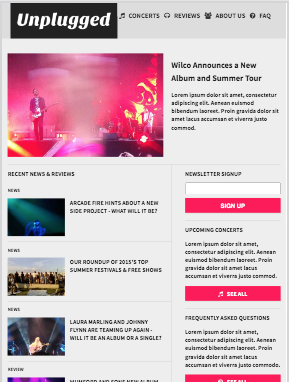 Unplugged
CONCERTS REVIEWS ABOUT US FAQ
Wilco Announces a New
Album and Summer Tour
Lorem ipsum dolor sit amet, consectetur
adipiscing elit. Aenean euismod
bibendum laoreet. Proin gravida dolor sit
amet lacus accumsan et viverra justo
commodo.
RECENT NEWS & REVIEWS
NEWS
ARCADE FIRE HINTS ABOUT A NEW
SIDE PROJECT - WHAT WILL IT BE?
NEWS
OUR ROUNDUP OF 2015'S TOP
SUMMER FESTIVALS & FREE SHOWS
NEWS
LAURA MARLING AND JOHNNY
FLYNN ARE TEAMING UP AGAIN -
WILL IT BE AN ALBUM OR A SINGLE?
REVIEW
MUMFORD AND SONS NEW ALBUM
NEWSLETTER SIGNUP
SIGN UP
UPCOMING CONCERTS
Lorem ipsum dolor sit amet,
consectetur adipiscing elit. Aenean
euismod bibendum laoreet. Proin
gravida dolor sit amet lacus
accumsan et viverra justo commodo.
SEE ALL
FREQUENTLY ASKED QUESTIONS
Lorem ipsum dolor sit amet,
consectetur adipiscing elit. Aenean
euismod bibendum laoreet. Proin
gravida dolor sit amet lacus
accumsan et viverra justo commodo.
SEE ALL